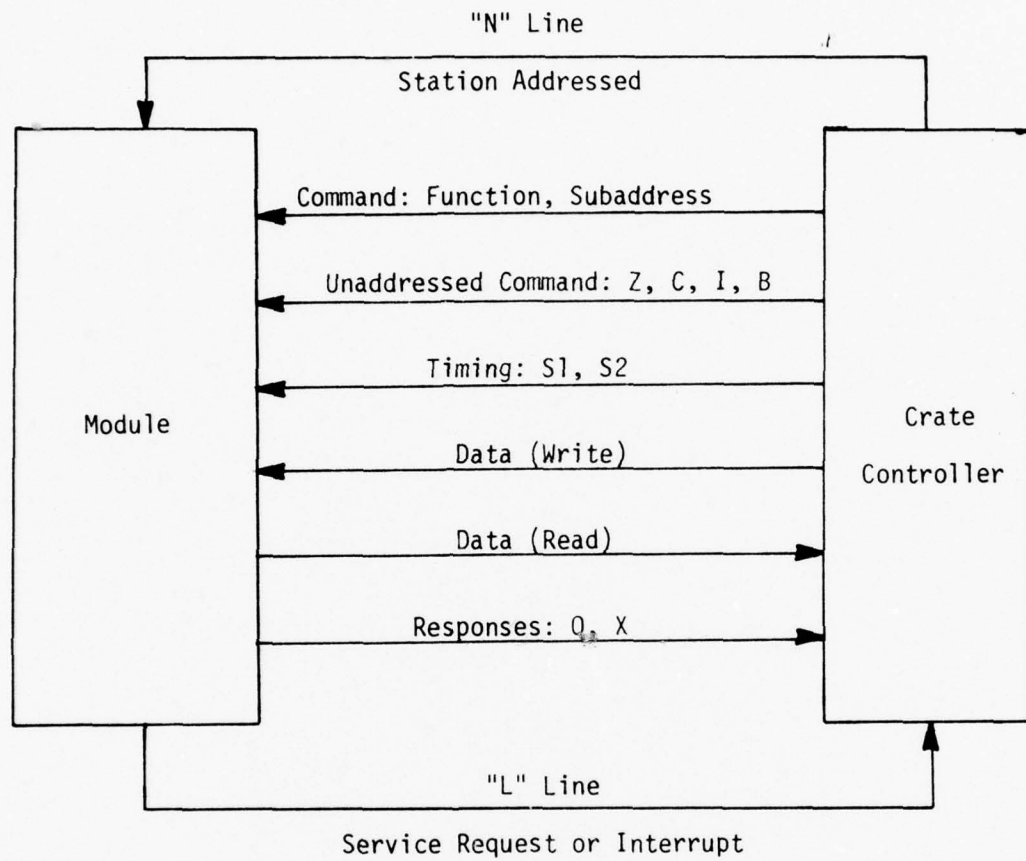 "N" Line
Station Addressed
Command: Function, Subaddress
Unaddressed Command: Z, C, I, B
Timing: S1, S2
Module
Crate
Controller
Data (Write)
Data (Read)
Responses: Q, X
"L" Line
Service Request or Interrupt